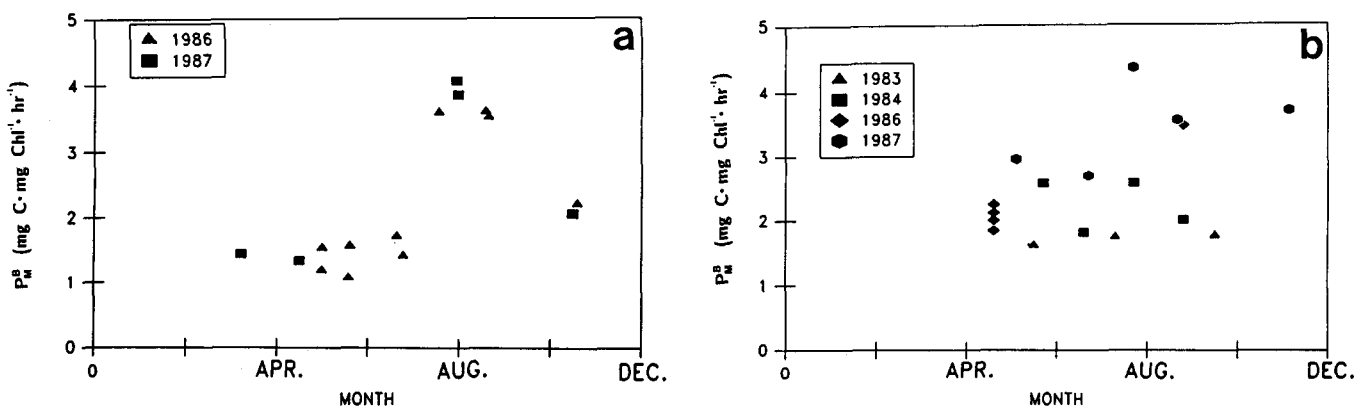 a
1986
1987
5
4
3
2
1
0
P_M^B (mg C· mg Chl⁻¹· hr⁻¹)
0
APR.
AUG.
DEC.
MONTH
b
1983
1984
1986
1987
5
4
3
2
1
0
P_M^B (mg C· mg Chl⁻¹· hr⁻¹)
0
APR.
AUG.
DEC.
MONTH